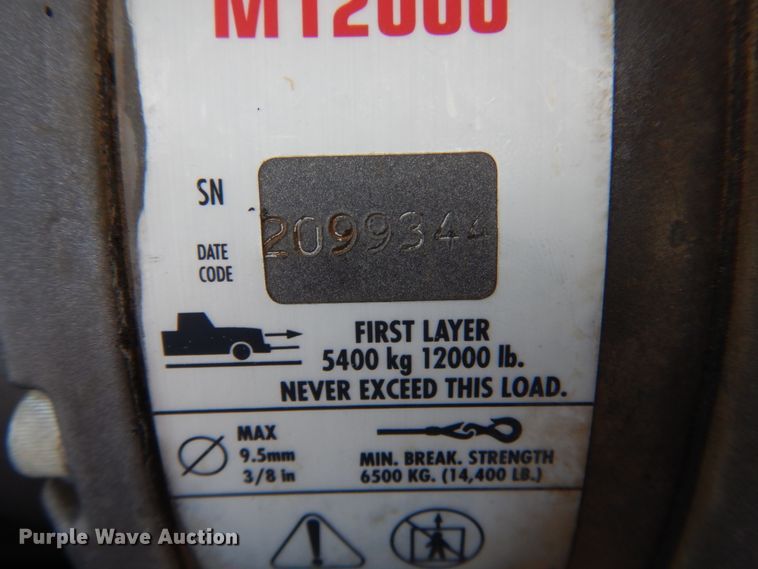 M12000
SN
2099344
DATE
CODE
FIRST LAYER
5400 kg 12000 lb.
NEVER EXCEED THIS LOAD.
MAX
9.5mm
3/8 in
MIN. BREAK. STRENGTH
6500 KG. (14,400 LB.)
Purple Wave Auction®